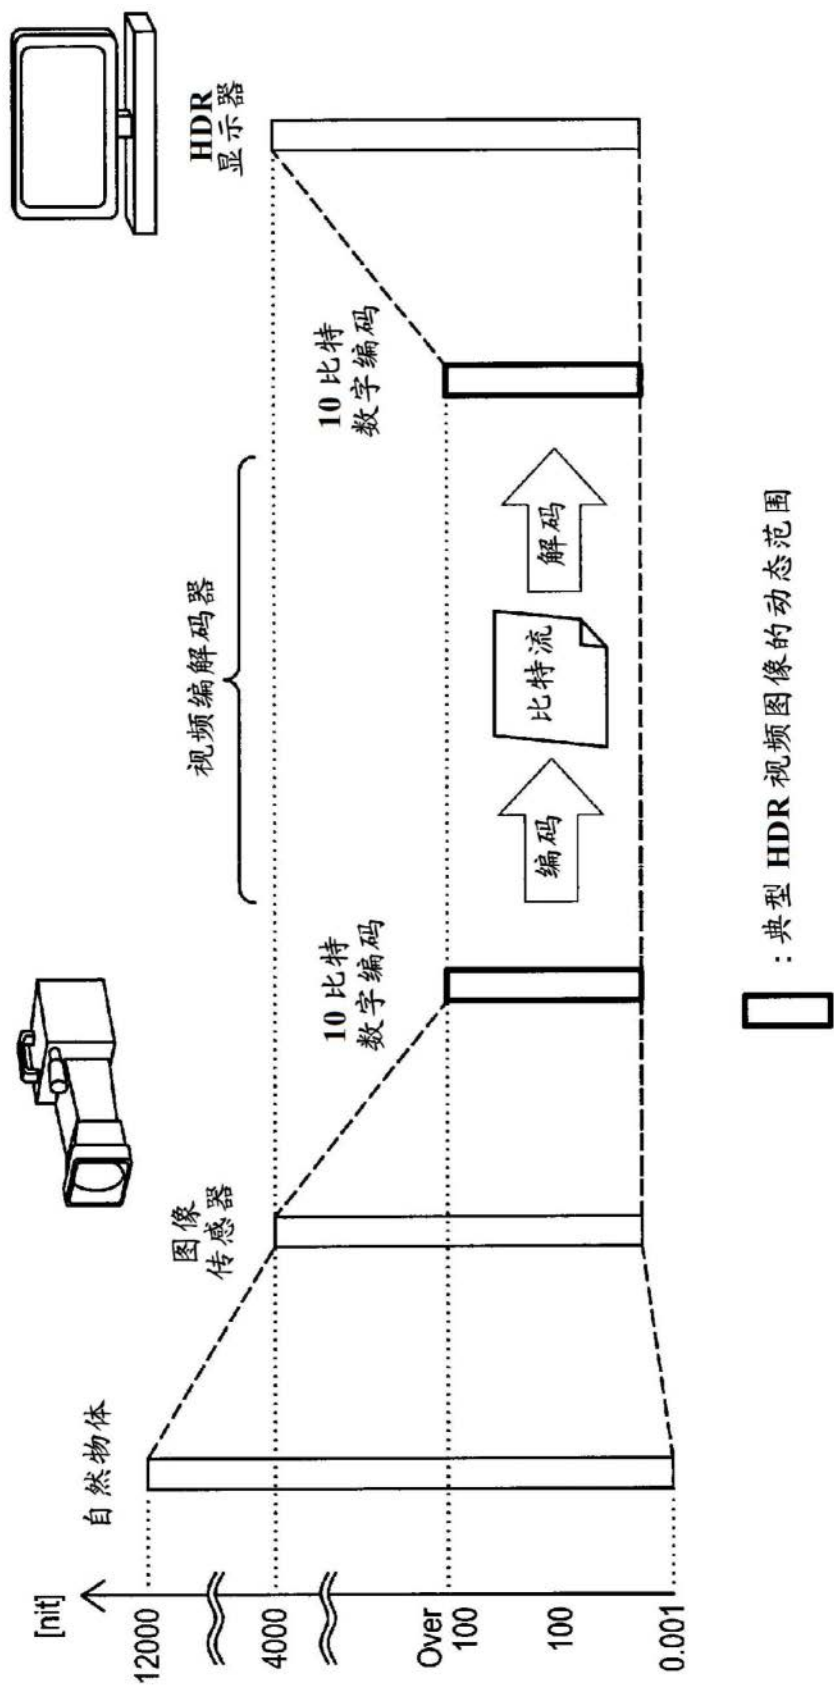 [nit]
12000
4000
Over
100
100
0.001
自然物体
图像
传感器
10 比特
数字编码
视频编解码器
编码
比特流
解码
10 比特
数字编码
HDR
显示器
：典型 HDR 视频图像的动态范围